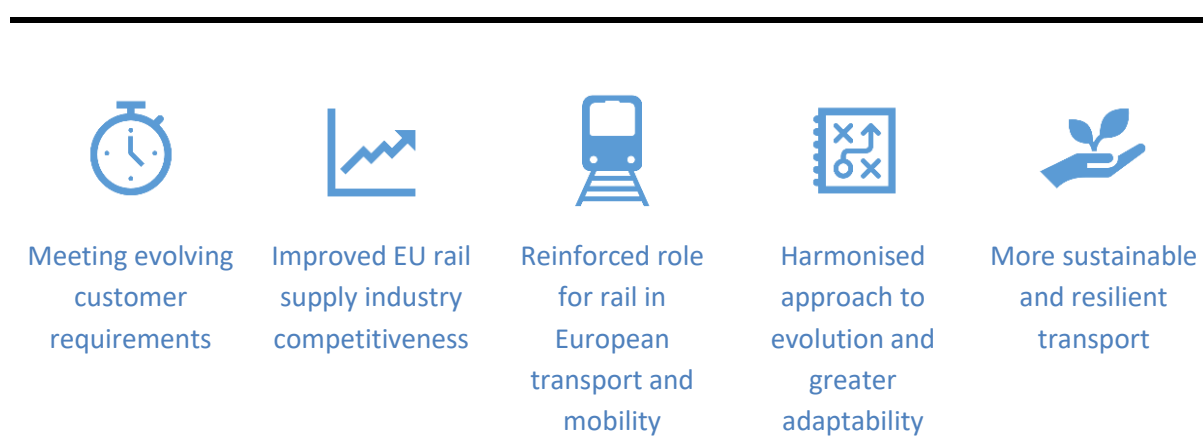 Meeting evolving
customer
requirements
Improved EU rail
supply industry
competitiveness
Reinforced role
for rail in
European
transport and
mobility
Harmonised
approach to
evolution and
greater
adaptability
More sustainable
and resilient
transport